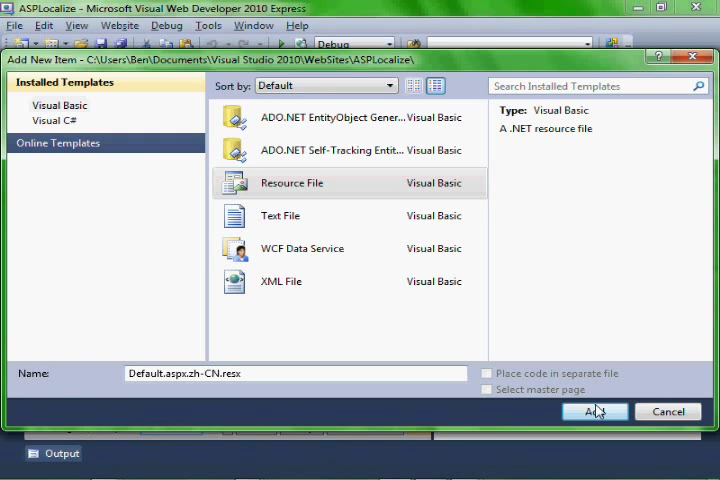 ASPLocalize - Microsoft Visual Web Developer 2010 Express
File Edit View Website Debug Tools Window Help
Debug
Add New Item - C:\Users\Ben\Documents\Visual Studio 2010\WebSites\ASPLocalize\
Installed Templates
Visual Basic
Visual C#
Online Templates
Sort by: Default
Search Installed Templates
ADO.NET EntityObject Gener... Visual Basic
ADO.NET Self-Tracking Entit... Visual Basic
Resource File Visual Basic
Text File Visual Basic
WCF Data Service Visual Basic
XML File Visual Basic
Type: Visual Basic
A .NET resource file
Name: Default.aspx.zh-CN.resx
Place code in separate file
Select master page
Add Cancel
Output